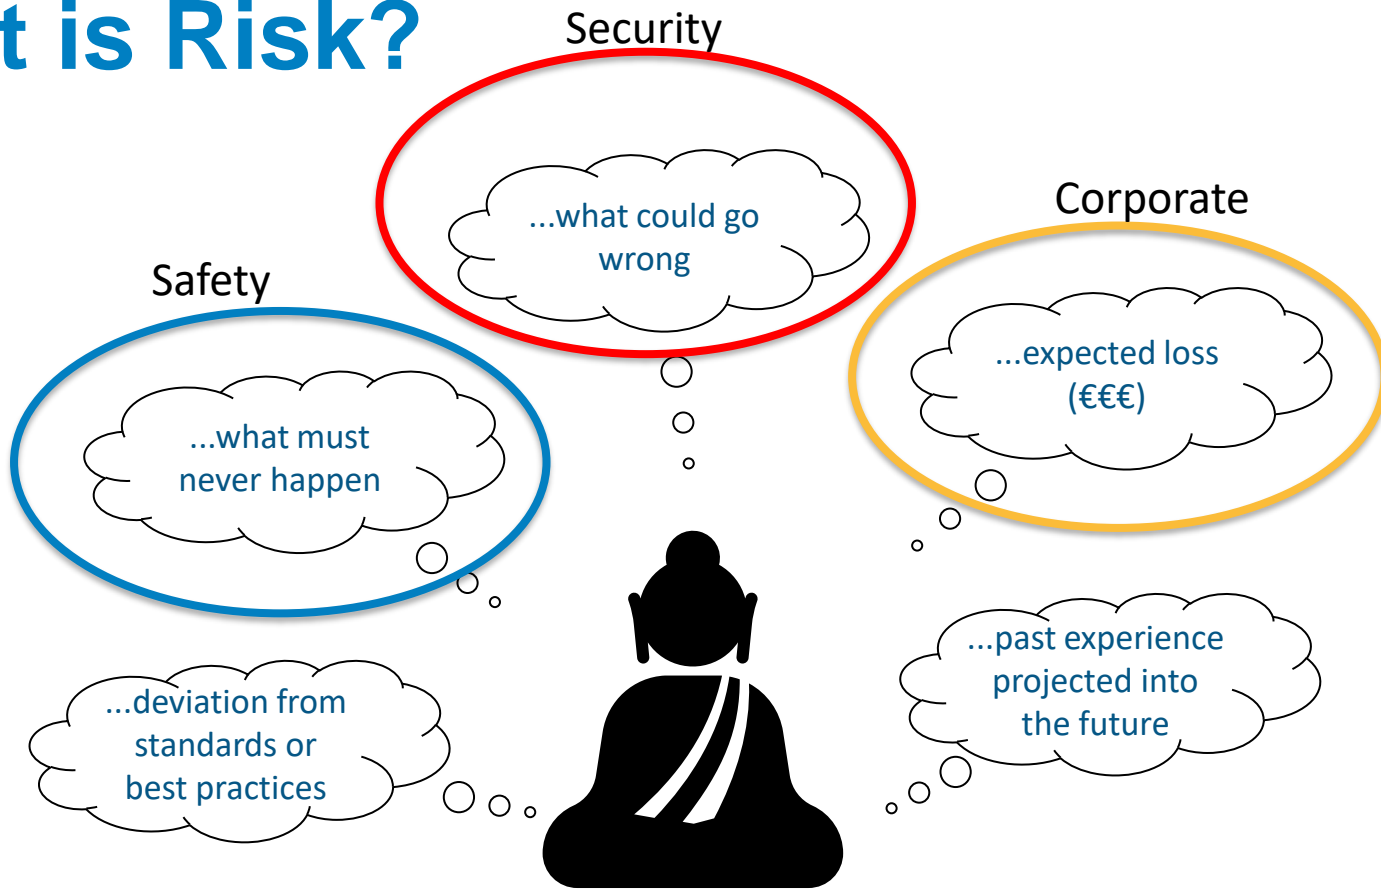 t is Risk?
Security
...what could go
wrong
Corporate
...expected loss
(€€€)
Safety
...what must
never happen
...past experience
projected into
the future
...deviation from
standards or
best practices